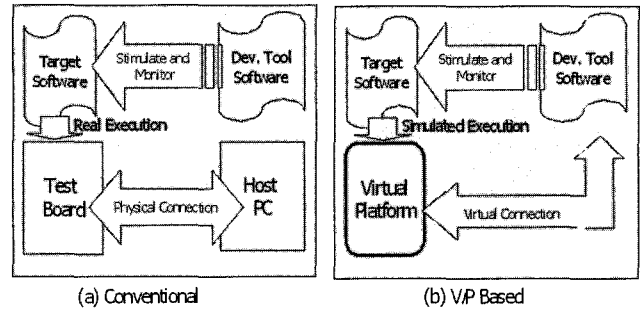 Target
Software
Stimulate and
Monitor
Dev. Tool
Software
Real Execution
Test
Board
Physical Connection
Host
PC
(a) Conventional
Target
Software
Stimulate and
Monitor
Dev. Tool
Software
Simulated Execution
Virtual
Platform
Virtual Connection
(b) V/P Based